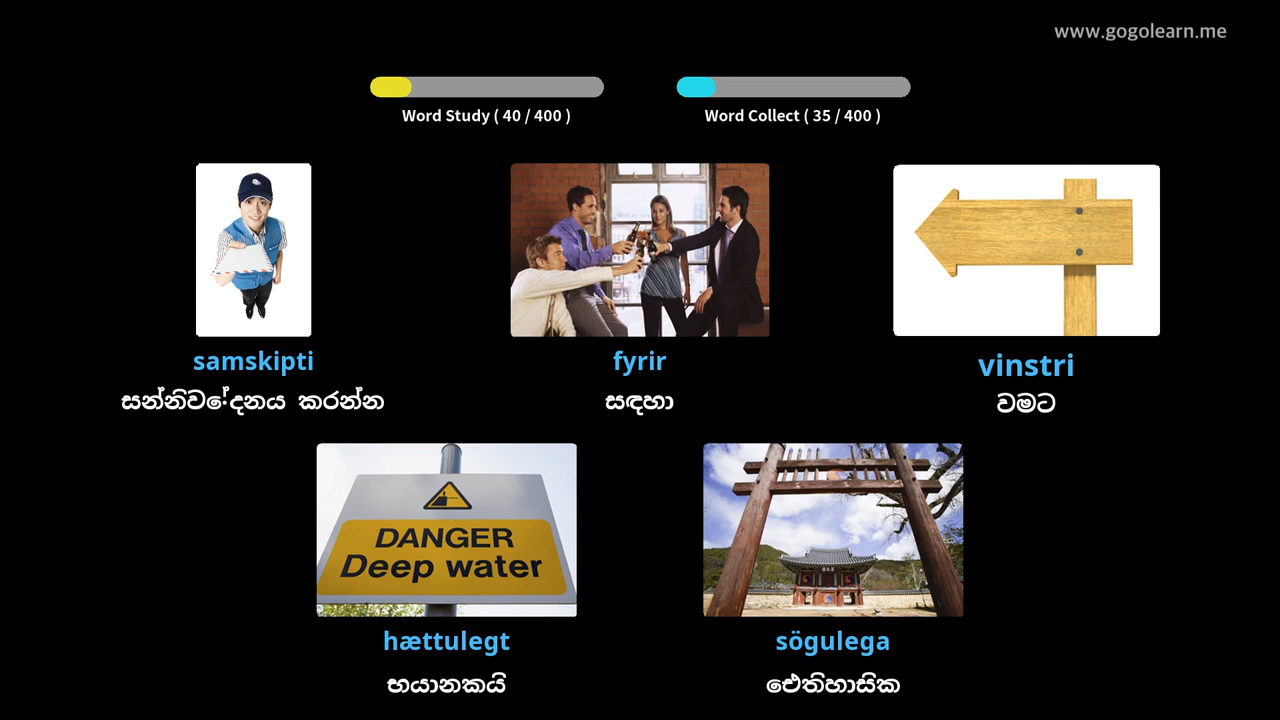 www.gogolearn.me
Word Study ( 40 / 400 )
Word Collect ( 35 / 400 )
samskipti
සන්නිවේදනය කරන්න
fyrir
සඳහා
vinstri
වමට
DANGER
Deep water
hættulegt
භයානකයි
sögulega
ඓතිහාසික